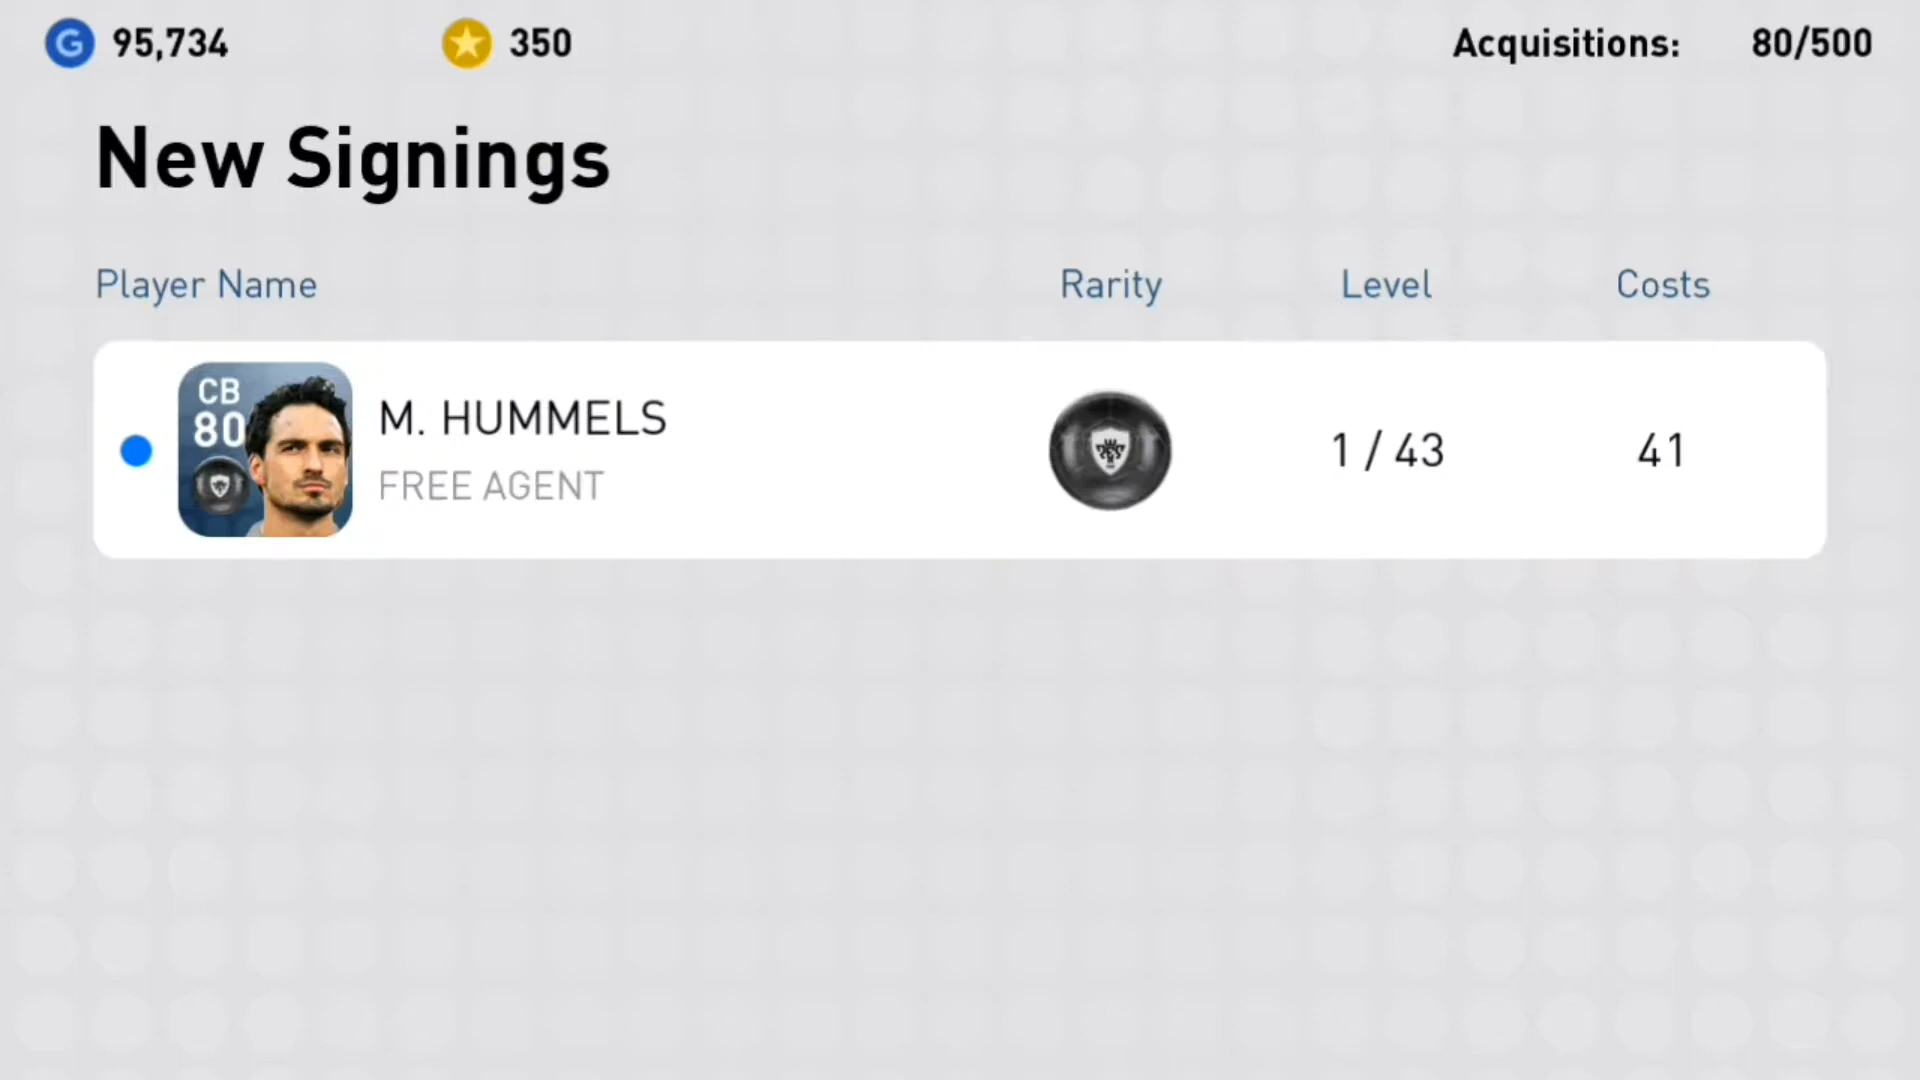 G 95,734 350 Acquisitions: 80/500
New Signings
Player Name Rarity Level Costs
CB
80
M. HUMMELS
FREE AGENT
1 / 43 41